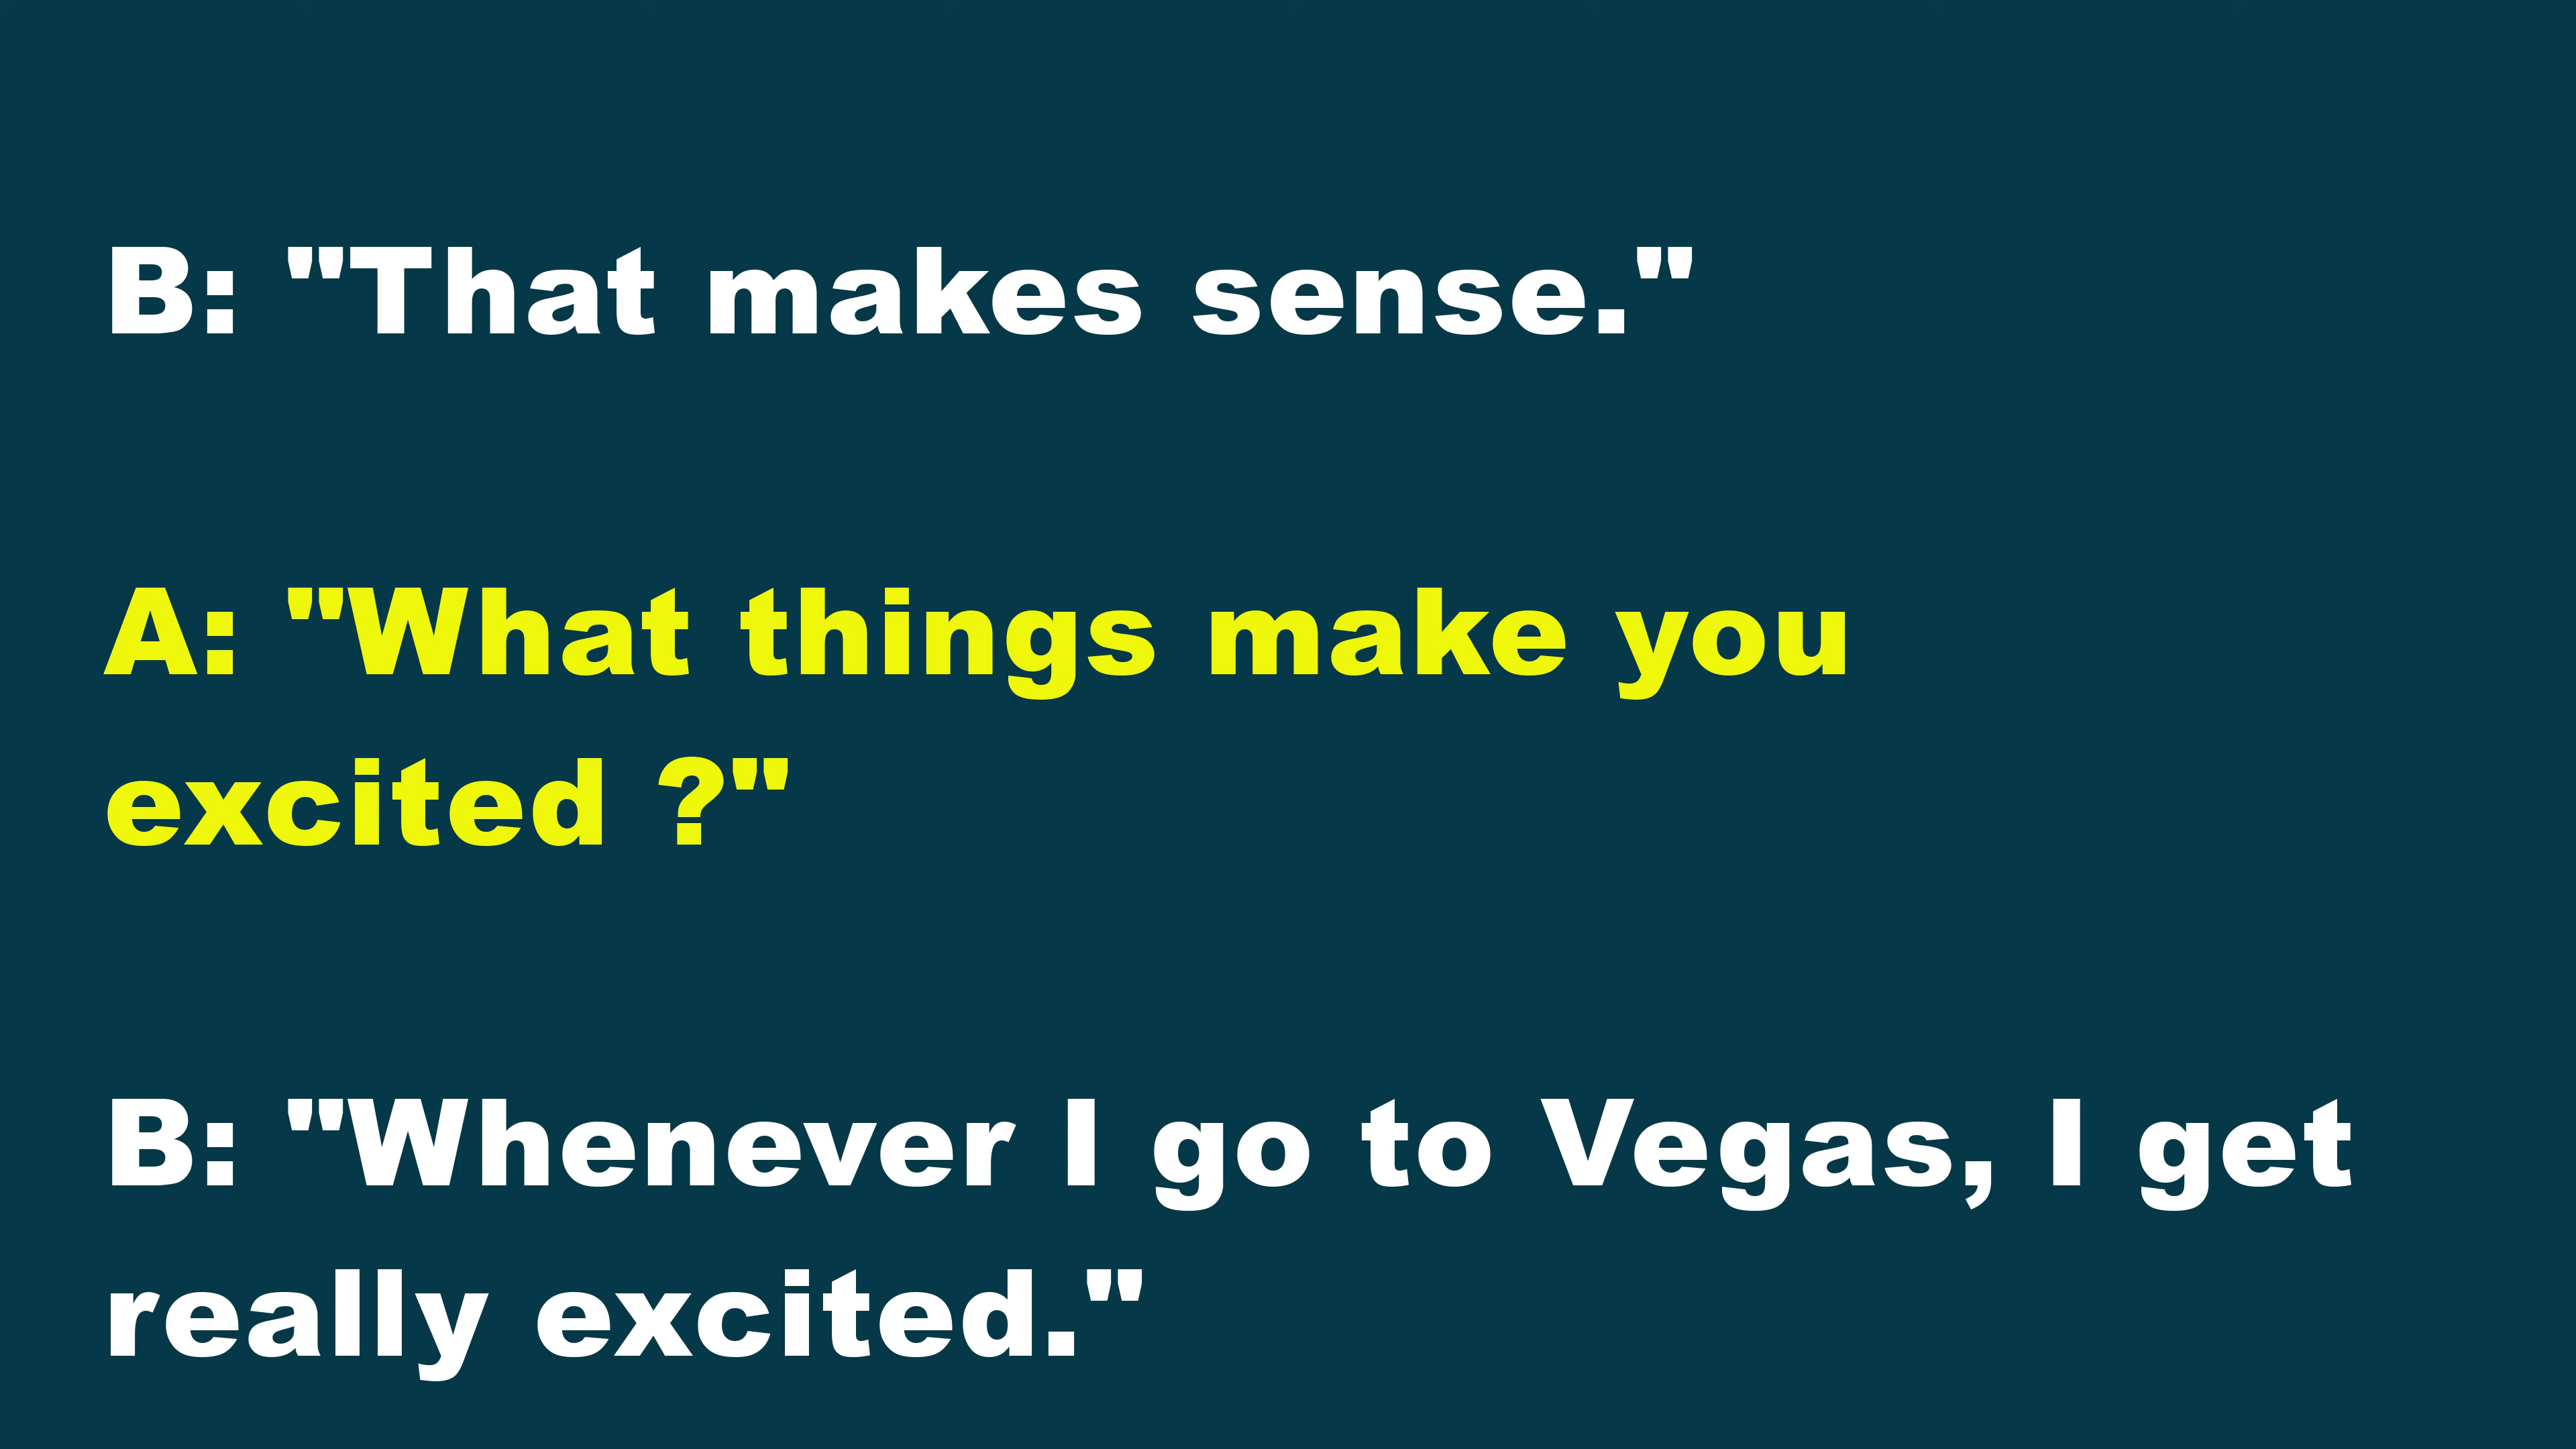 B: "That makes sense."
A: "What things make you
excited ?"
B: "Whenever I go to Vegas, I get
really excited."